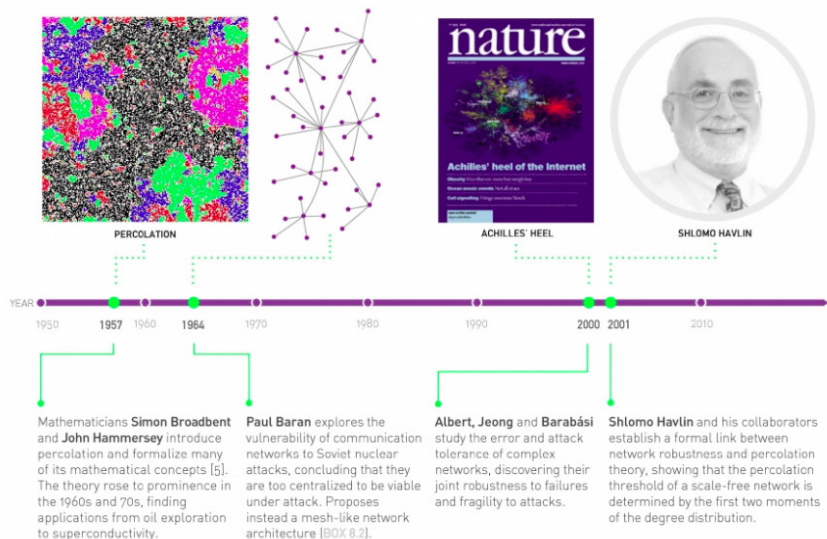 nature
Achilles' heel of the Internet
PERCOLATION
ACHILLES' HEEL
SHLOMO HAVLIN
YEAR
1950
1957
1960
1964
1970
1980
1990
2000
2001
2010
Mathematicians Simon Broadbent
and John Hammersey introduce
percolation and formalize many
of its mathematical concepts [5].
The theory rose to prominence in
the 1960s and 70s, finding
applications from oil exploration
to superconductivity.
Paul Baran explores the
vulnerability of communication
networks to Soviet nuclear
attacks, concluding that they
are too centralized to be viable
under attack. Proposes
instead a mesh-like network
architecture [BOX 8.2].
Albert, Jeong and Barabási
study the error and attack
tolerance of complex
networks, discovering their
joint robustness to failures
and fragility to attacks.
Shlomo Havlin and his collaborators
establish a formal link between
network robustness and percolation
theory, showing that the percolation
threshold of a scale-free network is
determined by the first two moments
of the degree distribution.